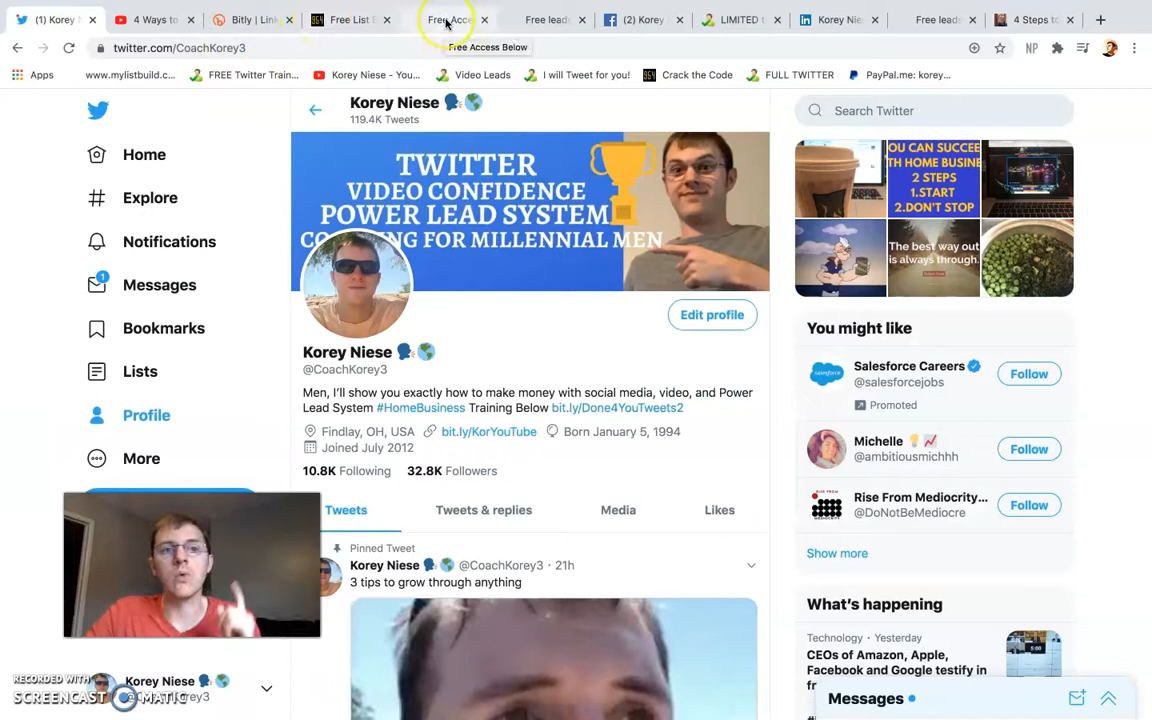 (1) Korey N
4 Ways to
Bitly | Link
Free List B
Free Acce
Free leads
(2) Korey
LIMITED t
Korey Nie
Free leads
4 Steps to
twitter.com/CoachKorey3
Free Access Below
NP
Apps
www.mylistbuild.c...
FREE Twitter Train...
Korey Niese - You...
Video Leads
I will Tweet for you!
Crack the Code
FULL TWITTER
PayPal.me: korey...
Korey Niese
119.4K Tweets
Search Twitter
TWITTER
VIDEO CONFIDENCE
POWER LEAD SYSTEM
FOR MILLENNIAL MEN
OU CAN SUCCEE
TH HOME BUSINE
2 STEPS
1.START
2.DON'T STOP
The best way out
is always through.
Home
Explore
Notifications
1
Messages
Bookmarks
Lists
Profile
More
Edit profile
Korey Niese
@CoachKorey3
Men, I'll show you exactly how to make money with social media, video, and Power
Lead System #HomeBusiness Training Below bit.ly/Done4YouTweets2
Findlay, OH, USA bit.ly/KorYouTube Born January 5, 1994
Joined July 2012
10.8K Following 32.8K Followers
Tweets
Tweets & replies
Media
Likes
Pinned Tweet
Korey Niese @CoachKorey3 · 21h
3 tips to grow through anything
You might like
Salesforce Careers
@salesforcejobs
Follow
Promoted
Michelle
@ambitiousmichhh
Follow
Rise From Mediocrity...
@DoNotBeMediocre
Follow
Show more
What's happening
Technology · Yesterday
CEOs of Amazon, Apple,
Facebook and Google testify in
Messages
Korey Niese
RECORDED WITH
SCREENCAST MATIC